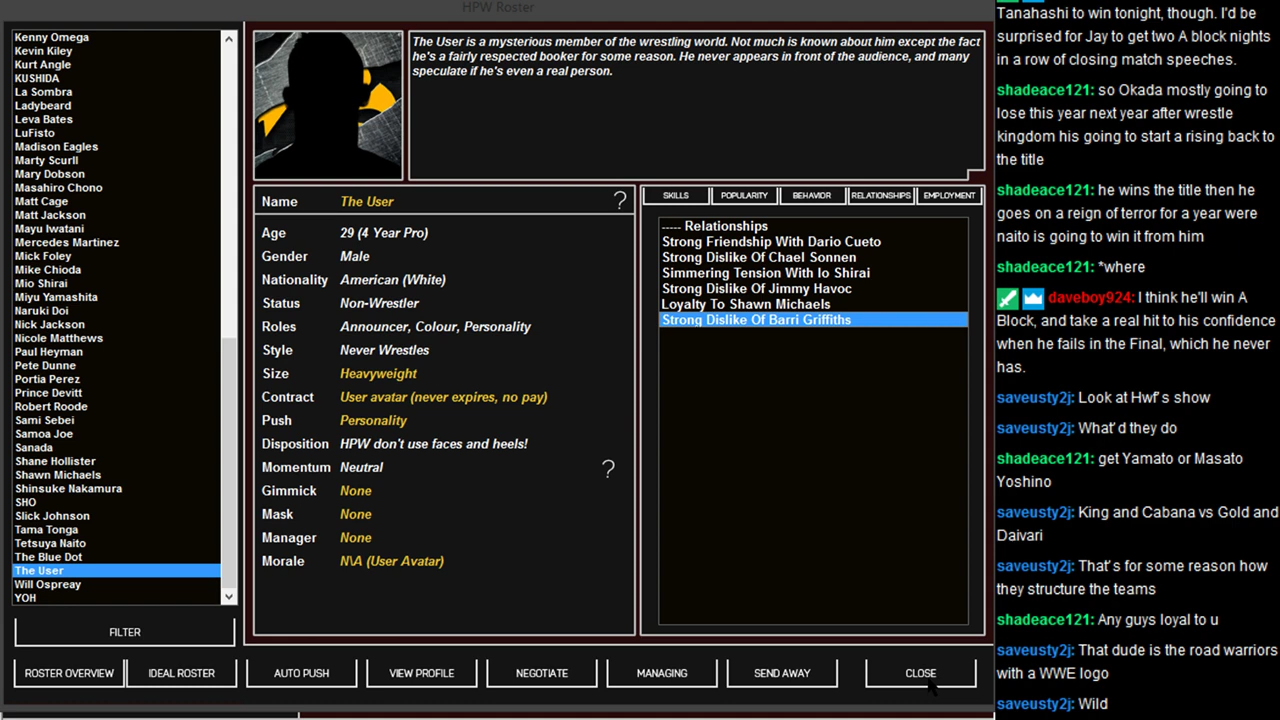 HPW Roster
Kenny Omega
Kevin Kiley
Kurt Angle
KUSHIDA
La Sombra
Ladybeard
Leva Bates
LuFisto
Madison Eagles
Marty Scurll
Mary Dobson
Masahiro Chono
Matt Cage
Matt Jackson
Mayu Iwatani
Mercedes Martinez
Mick Foley
Mike Chioda
Mio Shirai
Miyu Yamashita
Naruki Doi
Nick Jackson
Nicole Matthews
Paul Heyman
Pete Dunne
Portia Perez
Prince Devitt
Robert Roode
Sami Sebei
Samoa Joe
Sanada
Shane Hollister
Shawn Michaels
Shinsuke Nakamura
SHO
Slick Johnson
Tama Tonga
Tetsuya Naito
The Blue Dot
The User
Will Ospreay
YOH
FILTER
The User is a mysterious member of the wrestling world. Not much is known about him except the fact
he's a fairly respected booker for some reason. He never appears in front of the audience, and many
speculate if he's even a real person.
Name The User ?
Age 29 (4 Year Pro)
Gender Male
Nationality American (White)
Status Non-Wrestler
Roles Announcer, Colour, Personality
Style Never Wrestles
Size Heavyweight
Contract User avatar (never expires, no pay)
Push Personality
Disposition HPW don't use faces and heels!
Momentum Neutral ?
Gimmick None
Mask None
Manager None
Morale N\A (User Avatar)
SKILLS POPULARITY BEHAVIOR RELATIONSHIPS EMPLOYMENT
----- Relationships
Strong Friendship With Dario Cueto
Strong Dislike Of Chael Sonnen
Simmering Tension With Io Shirai
Strong Dislike Of Jimmy Havoc
Loyalty To Shawn Michaels
Strong Dislike Of Barri Griffiths
ROSTER OVERVIEW IDEAL ROSTER AUTO PUSH VIEW PROFILE NEGOTIATE MANAGING SEND AWAY CLOSE
Tanahashi to win tonight, though. I'd be
surprised for Jay to get two A block nights
in a row of closing match speeches.
shadeace121: so Okada mostly going to
lose this year next year after wrestle
kingdom his going to start a rising back to
the title
shadeace121: he wins the title then he
goes on a reign of terror for a year were
naito is going to win it from him
shadeace121: *where
daveboy924: I think he'll win A
Block, and take a real hit to his confidence
when he fails in the Final, which he never
has.
saveusty2j: Look at Hwf's show
saveusty2j: What'd they do
shadeace121: get Yamato or Masato
Yoshino
saveusty2j: King and Cabana vs Gold and
Daivari
saveusty2j: That's for some reason how
they structure the teams
shadeace121: Any guys loyal to u
saveusty2j: That dude is the road warriors
with a WWE logo
saveusty2j: Wild